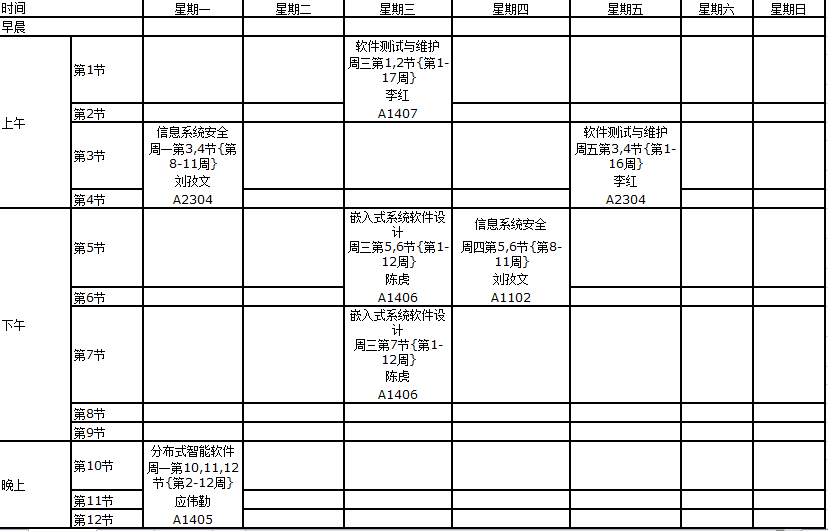 时间
星期一
星期二
星期三
星期四
星期五
星期六
星期日
早晨
上午
第1节
软件测试与维护
周三第1,2节{第1-
17周}
李红
A1407
第2节
第3节
信息系统安全
周一第3,4节{第
8-11周}
刘孜文
A2304
软件测试与维护
周五第3,4节{第1-
16周}
李红
A2304
第4节
下午
第5节
嵌入式系统软件设
计
周三第5,6节{第1-
12周}
陈虎
A1406
信息系统安全
周四第5,6节{第8-
11周}
刘孜文
A1102
第6节
第7节
嵌入式系统软件设
计
周三第7节{第1-
12周}
陈虎
A1406
第8节
第9节
晚上
第10节
分布式智能软件
周一第10,11,12
节{第2-12周}
应伟勤
A1405
第11节
第12节